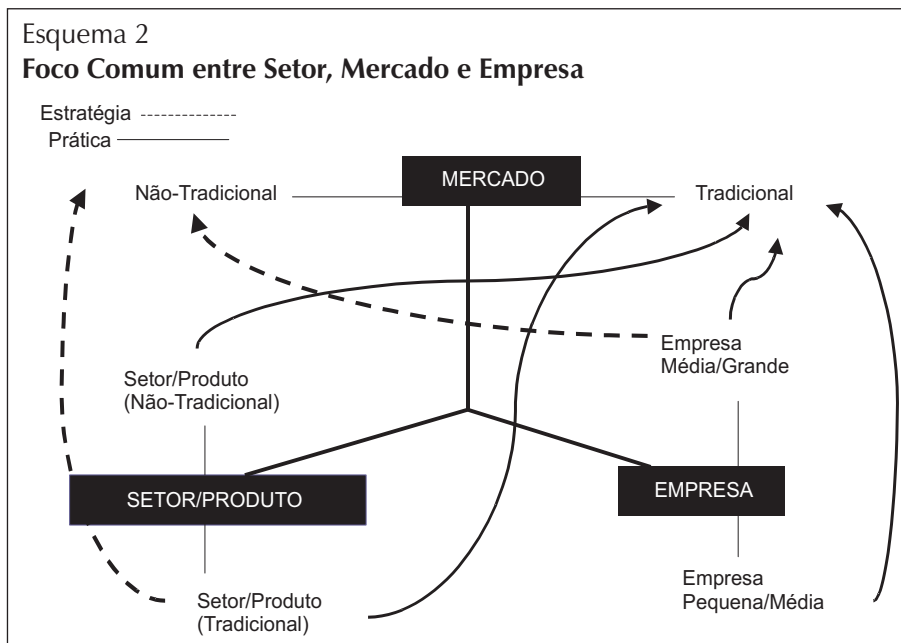 Esquema 2
Foco Comum entre Setor, Mercado e Empresa
Estratégia
Prática
MERCADO
Não-Tradicional
Tradicional
Empresa
Média/Grande
Setor/Produto
(Não-Tradicional)
SETOR/PRODUTO
EMPRESA
Setor/Produto
(Tradicional)
Empresa
Pequena/Média